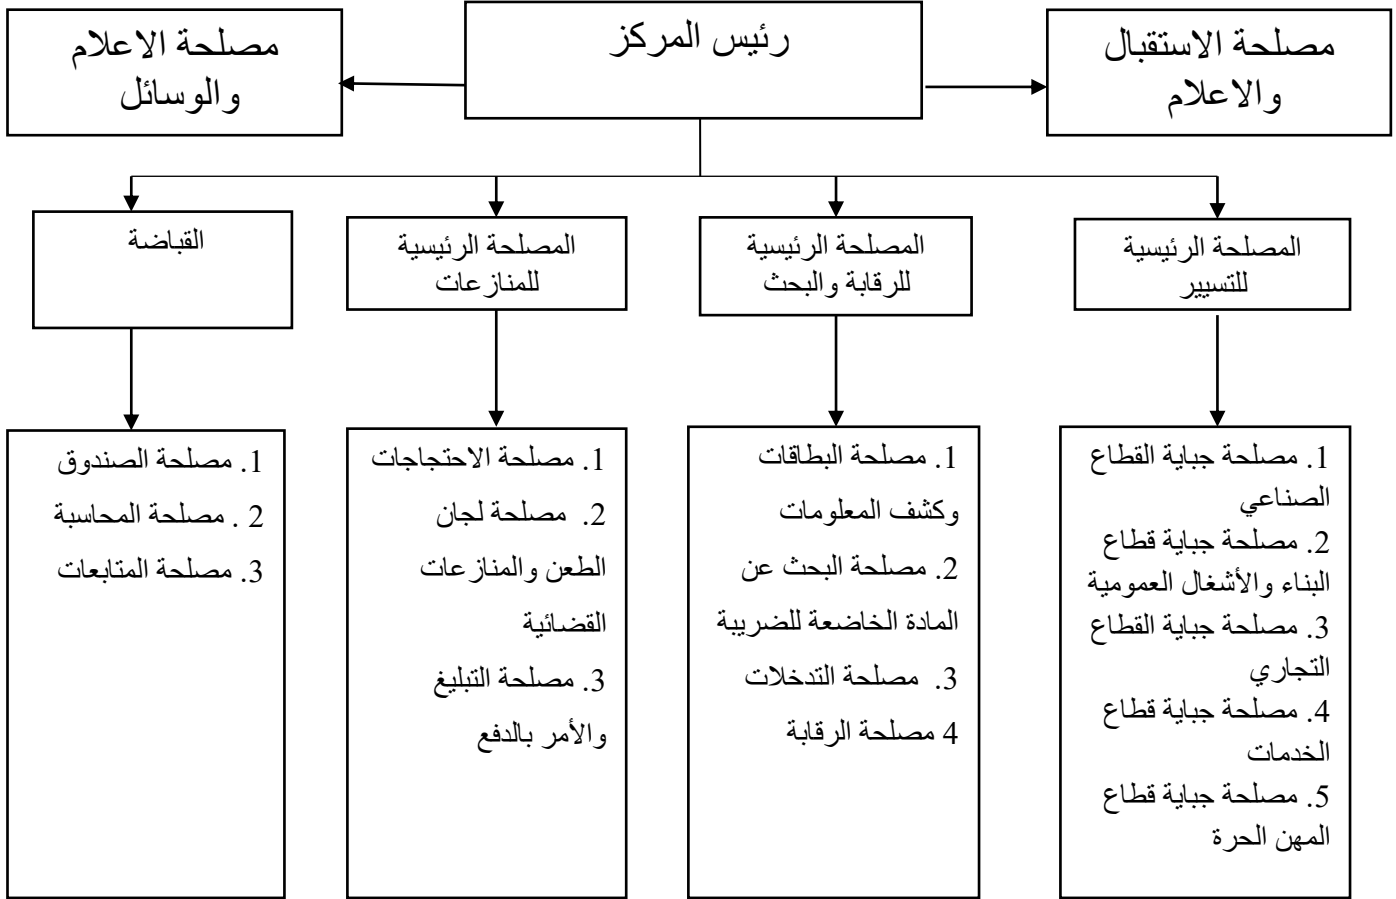 رئيس المركز
مصلحة الاستقبال
والاعلام
مصلحة الاعلام
والوسائل
المصلحة الرئيسية
للتسيير
المصلحة الرئيسية
للرقابة والبحث
المصلحة الرئيسية
للمنازعات
القباضة
1. مصلحة جباية القطاع
الصناعي
2. مصلحة جباية قطاع
البناء والأشغال العمومية
3. مصلحة جباية القطاع
التجاري
4. مصلحة جباية قطاع
الخدمات
5. مصلحة جباية قطاع
المهن الحرة
1. مصلحة البطاقات
وكشف المعلومات
2. مصلحة البحث عن
المادة الخاضعة للضريبة
3. مصلحة التدخلات
4 مصلحة الرقابة
1. مصلحة الاحتجاجات
2. مصلحة لجان
الطعن والمنازعات
القضائية
3. مصلحة التبليغ
والأمر بالدفع
1. مصلحة الصندوق
2 . مصلحة المحاسبة
3. مصلحة المتابعات